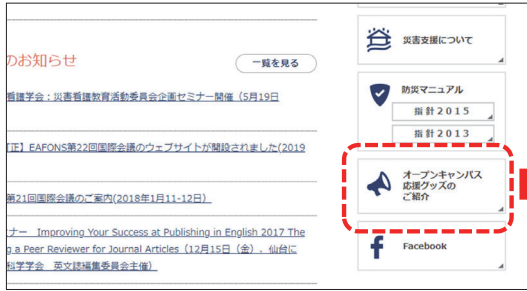 のお知らせ
一覧を見る
看護学会:災害看護教育活動委員会企画セミナー開催(5月19日
訂正】EAFONS第22回国際会議のウェブサイトが開設されました(2019
第21回国際会議のご案内(2018年1月11-12日)
ナー Improving Your Success at Publishing in English 2017 The
g a Peer Reviewer for Journal Articles(12月15日(金)、仙台に
科学学会 英文誌編集委員会主催)
災害支援について
防災マニュアル
指針2015
指針2013
オープンキャンパス
応援グッズの
ご紹介
Facebook